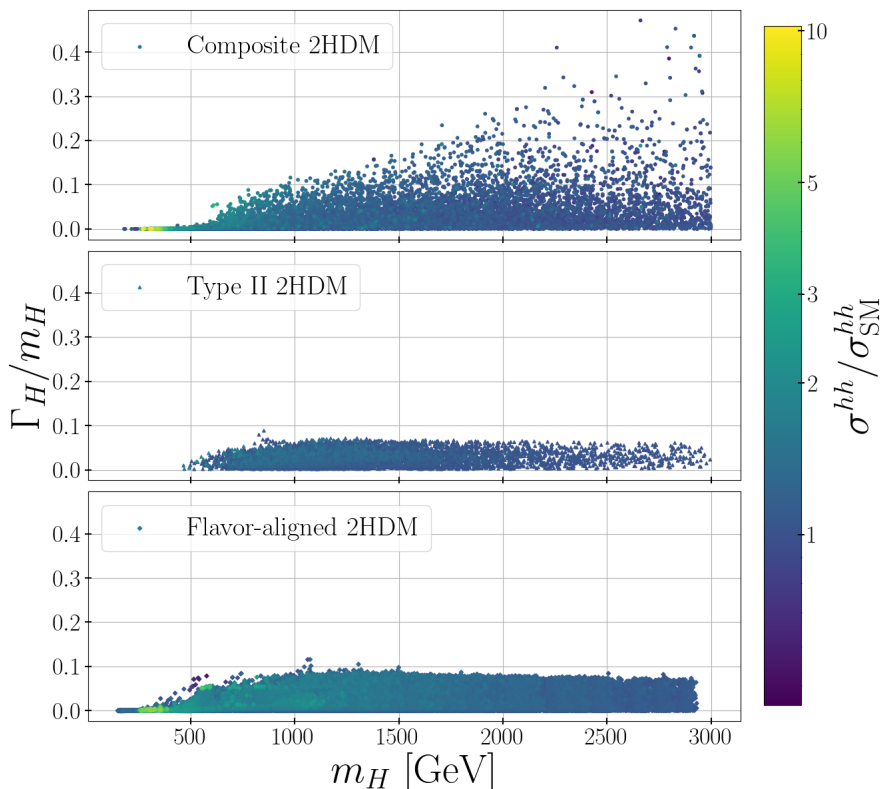 Composite 2HDM
0.4
0.3
0.2
0.1
0.0
Type II 2HDM
0.4
0.3
0.2
0.1
0.0
Flavor-aligned 2HDM
0.4
0.3
0.2
0.1
0.0
500 1000 1500 2000 2500 3000
m_H [GeV]
Γ_H/m_H
10
5
3
2
1
σ^{hh}/σ^{hh}_{SM}